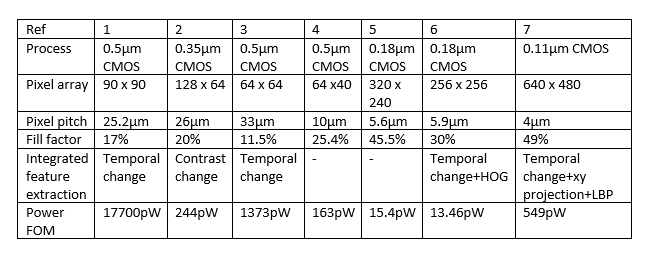 Ref 1 2 3 4 5 6 7
Process 0.5µm CMOS 0.35µm CMOS 0.5µm CMOS 0.5µm CMOS 0.18µm CMOS 0.18µm CMOS 0.11µm CMOS
Pixel array 90 x 90 128 x 64 64 x 64 64 x40 320 x 240 256 x 256 640 x 480
Pixel pitch 25.2µm 26µm 33µm 10µm 5.6µm 5.9µm 4µm
Fill factor 17% 20% 11.5% 25.4% 45.5% 30% 49%
Integrated feature extraction Temporal change Contrast change Temporal change - - Temporal change+HOG Temporal change+xy projection+LBP
Power FOM 17700pW 244pW 1373pW 163pW 15.4pW 13.46pW 549pW